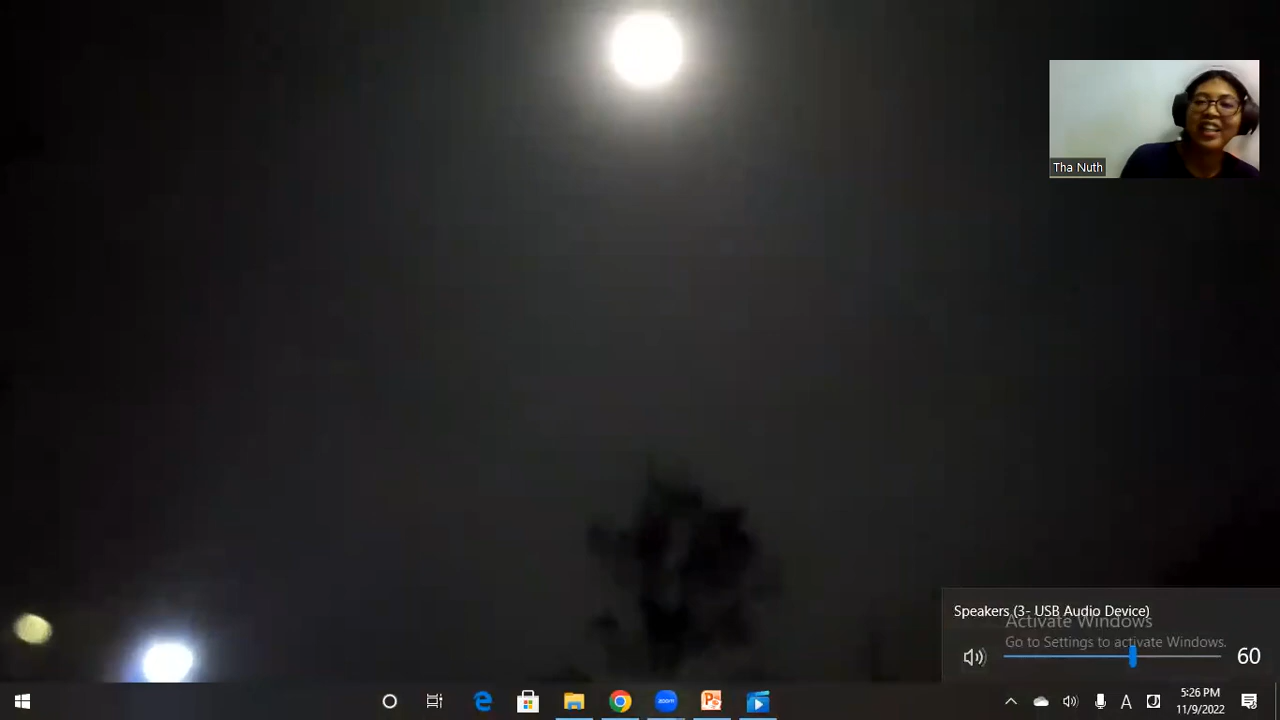 Tha Nuth
Speakers (3- USB Audio Device)
Activate Windows
Go to Settings to activate Windows.
60
zoom
A
5:26 PM
11/9/2022